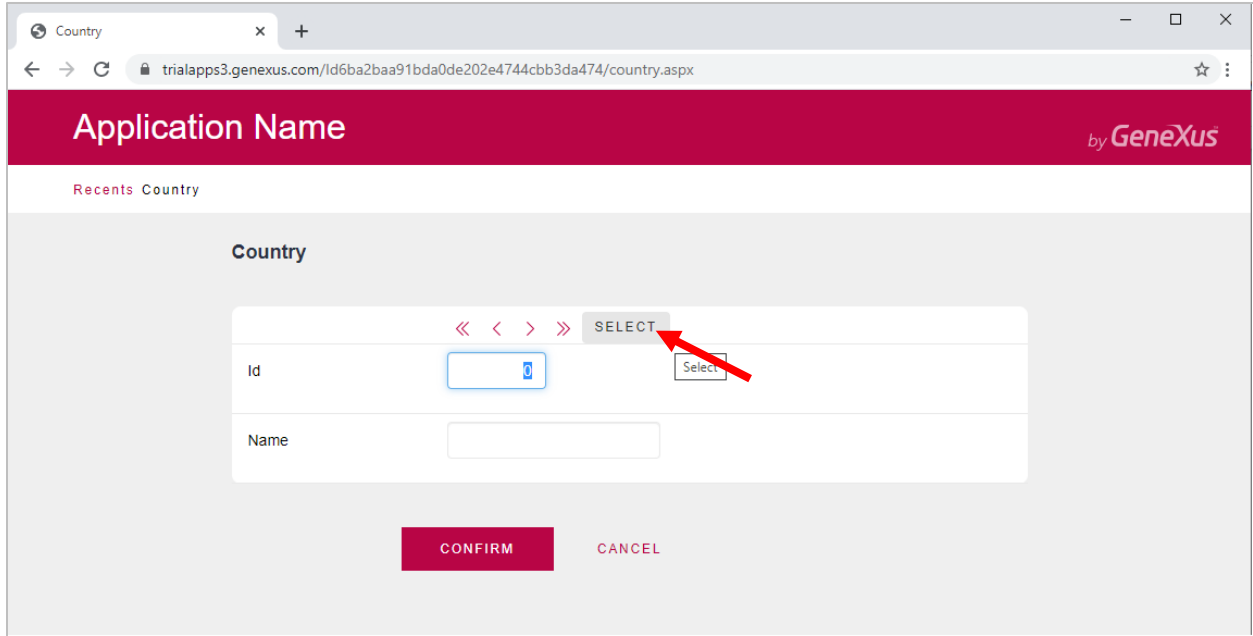 Country
trialapps3.genexus.com/Id6ba2baa91bda0de202e4744cbb3da474/country.aspx
Application Name
by GeneXus
Recents Country
Country
SELECT
Id 0
Select
Name
CONFIRM CANCEL